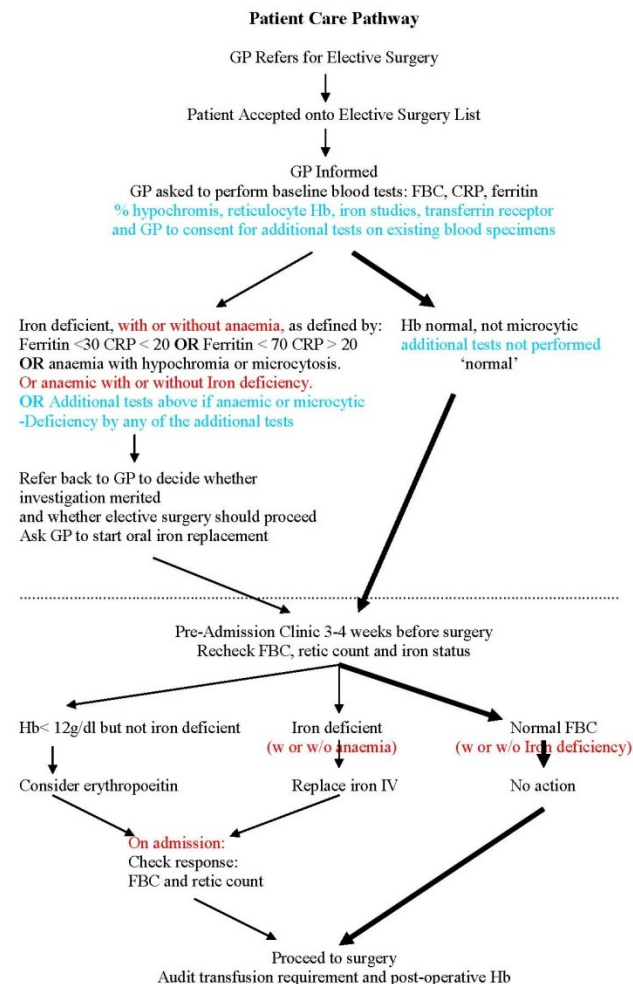 Patient Care Pathway
GP Refers for Elective Surgery
Patient Accepted onto Elective Surgery List
GP Informed
GP asked to perform baseline blood tests: FBC, CRP, ferritin
% hypochromis, reticulocyte Hb, iron studies, transferrin receptor
and GP to consent for additional tests on existing blood specimens
Iron deficient, with or without anaemia, as defined by:
Ferritin <30 CRP < 20 OR Ferritin < 70 CRP > 20
OR anaemia with hypochromia or microcytosis.
Or anaemic with or without Iron deficiency.
OR Additional tests above if anaemic or microcytic
-Deficiency by any of the additional tests
Hb normal, not microcytic
additional tests not performed
‘normal’
Refer back to GP to decide whether
investigation merited
and whether elective surgery should proceed
Ask GP to start oral iron replacement
Pre-Admission Clinic 3-4 weeks before surgery
Recheck FBC, retic count and iron status
Hb< 12g/dl but not iron deficient
Consider erythropoeitin
Iron deficient
(w or w/o anaemia)
Replace iron IV
Normal FBC
(w or w/o Iron deficiency)
No action
On admission:
Check response:
FBC and retic count
Proceed to surgery
Audit transfusion requirement and post-operative Hb